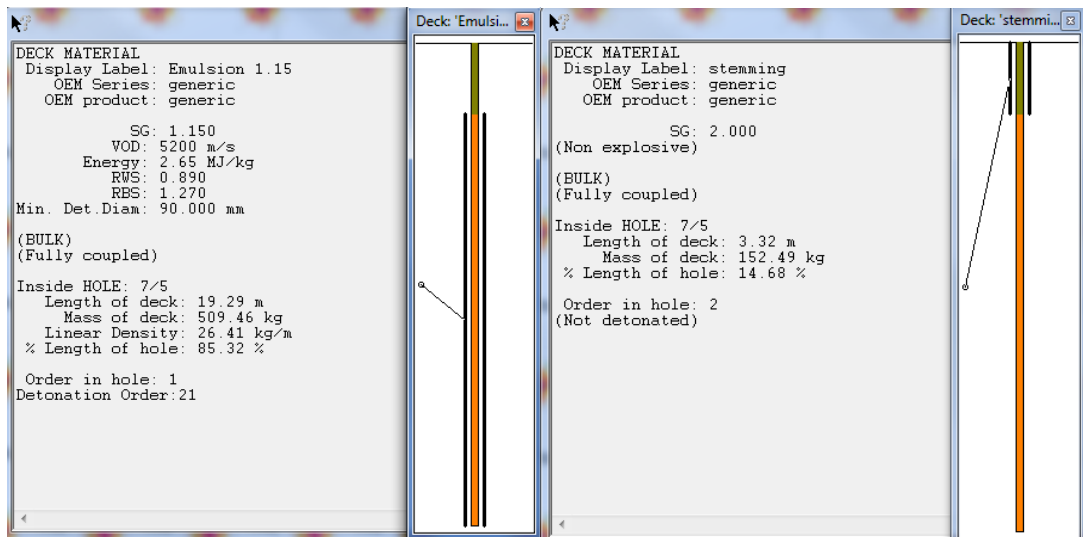 Deck: 'Emulsi...
DECK MATERIAL
Display Label: Emulsion 1.15
OEM Series: generic
OEM product: generic
SG: 1.150
VOD: 5200 m/s
Energy: 2.65 MJ/kg
RWS: 0.890
RBS: 1.270
Min. Det.Diam: 90.000 mm
(BULK)
(Fully coupled)
Inside HOLE: 7/5
Length of deck: 19.29 m
Mass of deck: 509.46 kg
Linear Density: 26.41 kg/m
% Length of hole: 85.32 %
Order in hole: 1
Detonation Order:21
Deck: 'stemmi...
DECK MATERIAL
Display Label: stemming
OEM Series: generic
OEM product: generic
SG: 2.000
(Non explosive)
(BULK)
(Fully coupled)
Inside HOLE: 7/5
Length of deck: 3.32 m
Mass of deck: 152.49 kg
% Length of hole: 14.68 %
Order in hole: 2
(Not detonated)